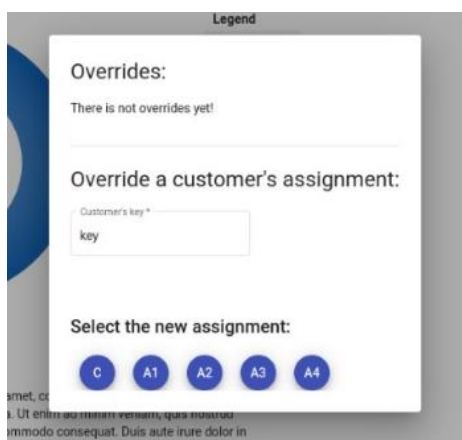 Legend
Overrides:
There is not overrides yet!
Override a customer's assignment:
Customer's key *
key
Select the new assignment:
C A1 A2 A3 A4
amet, co
a. Ut enim ad minim veniam, quis nostrud
ommodo consequat. Duis aute irure dolor in